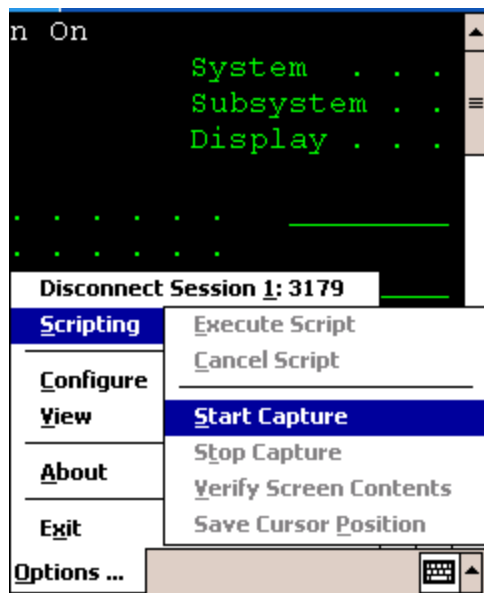 n On
System . . .
Subsystem . .
Display . . .
. . . . . . ________
. . . . . .
Disconnect Session 1: 3179
Scripting
Execute Script
Cancel Script
Configure
View
Start Capture
Stop Capture
About
Verify Screen Contents
Exit
Save Cursor Position
Options ...